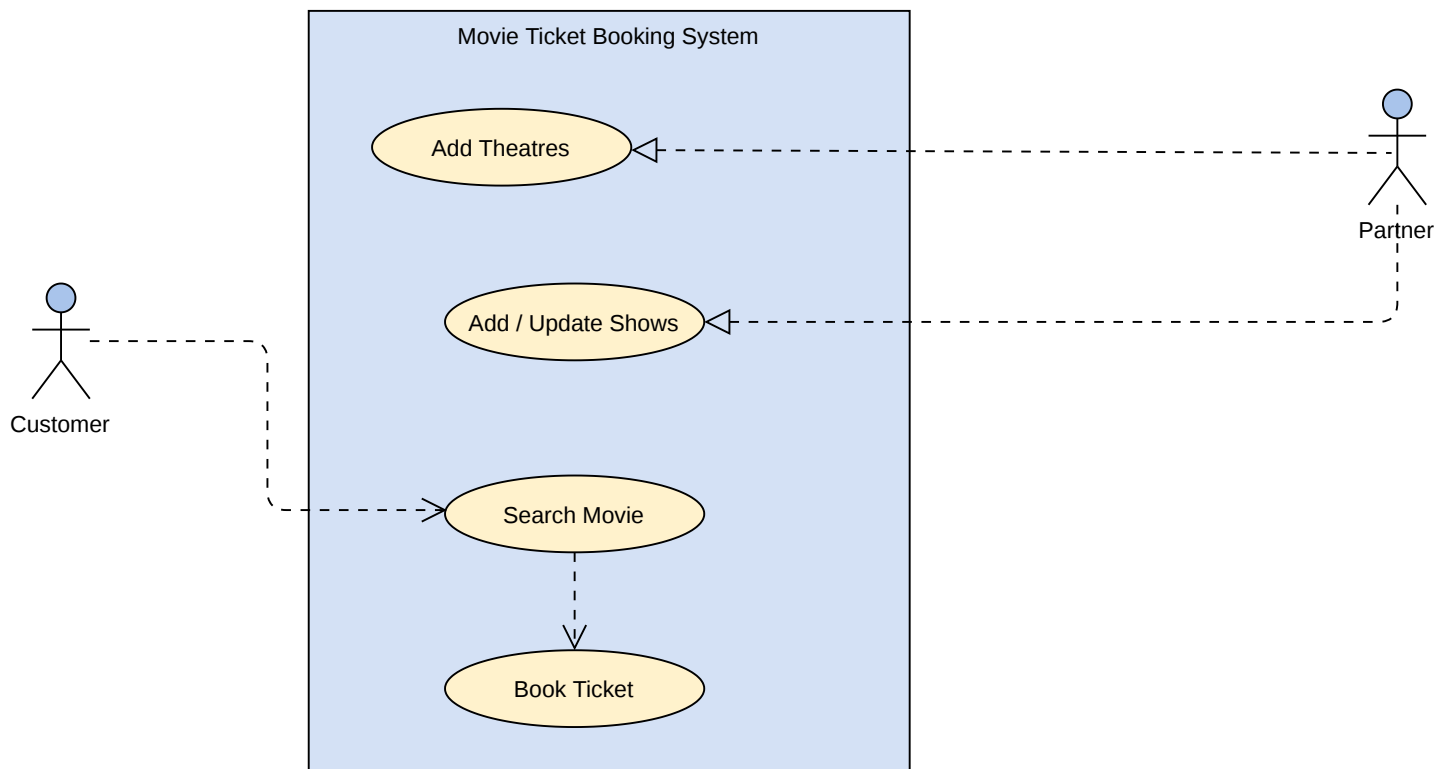 Movie Ticket Booking System
Add Theatres
Partner
Add / Update Shows
Customer
Search Movie
Book Ticket